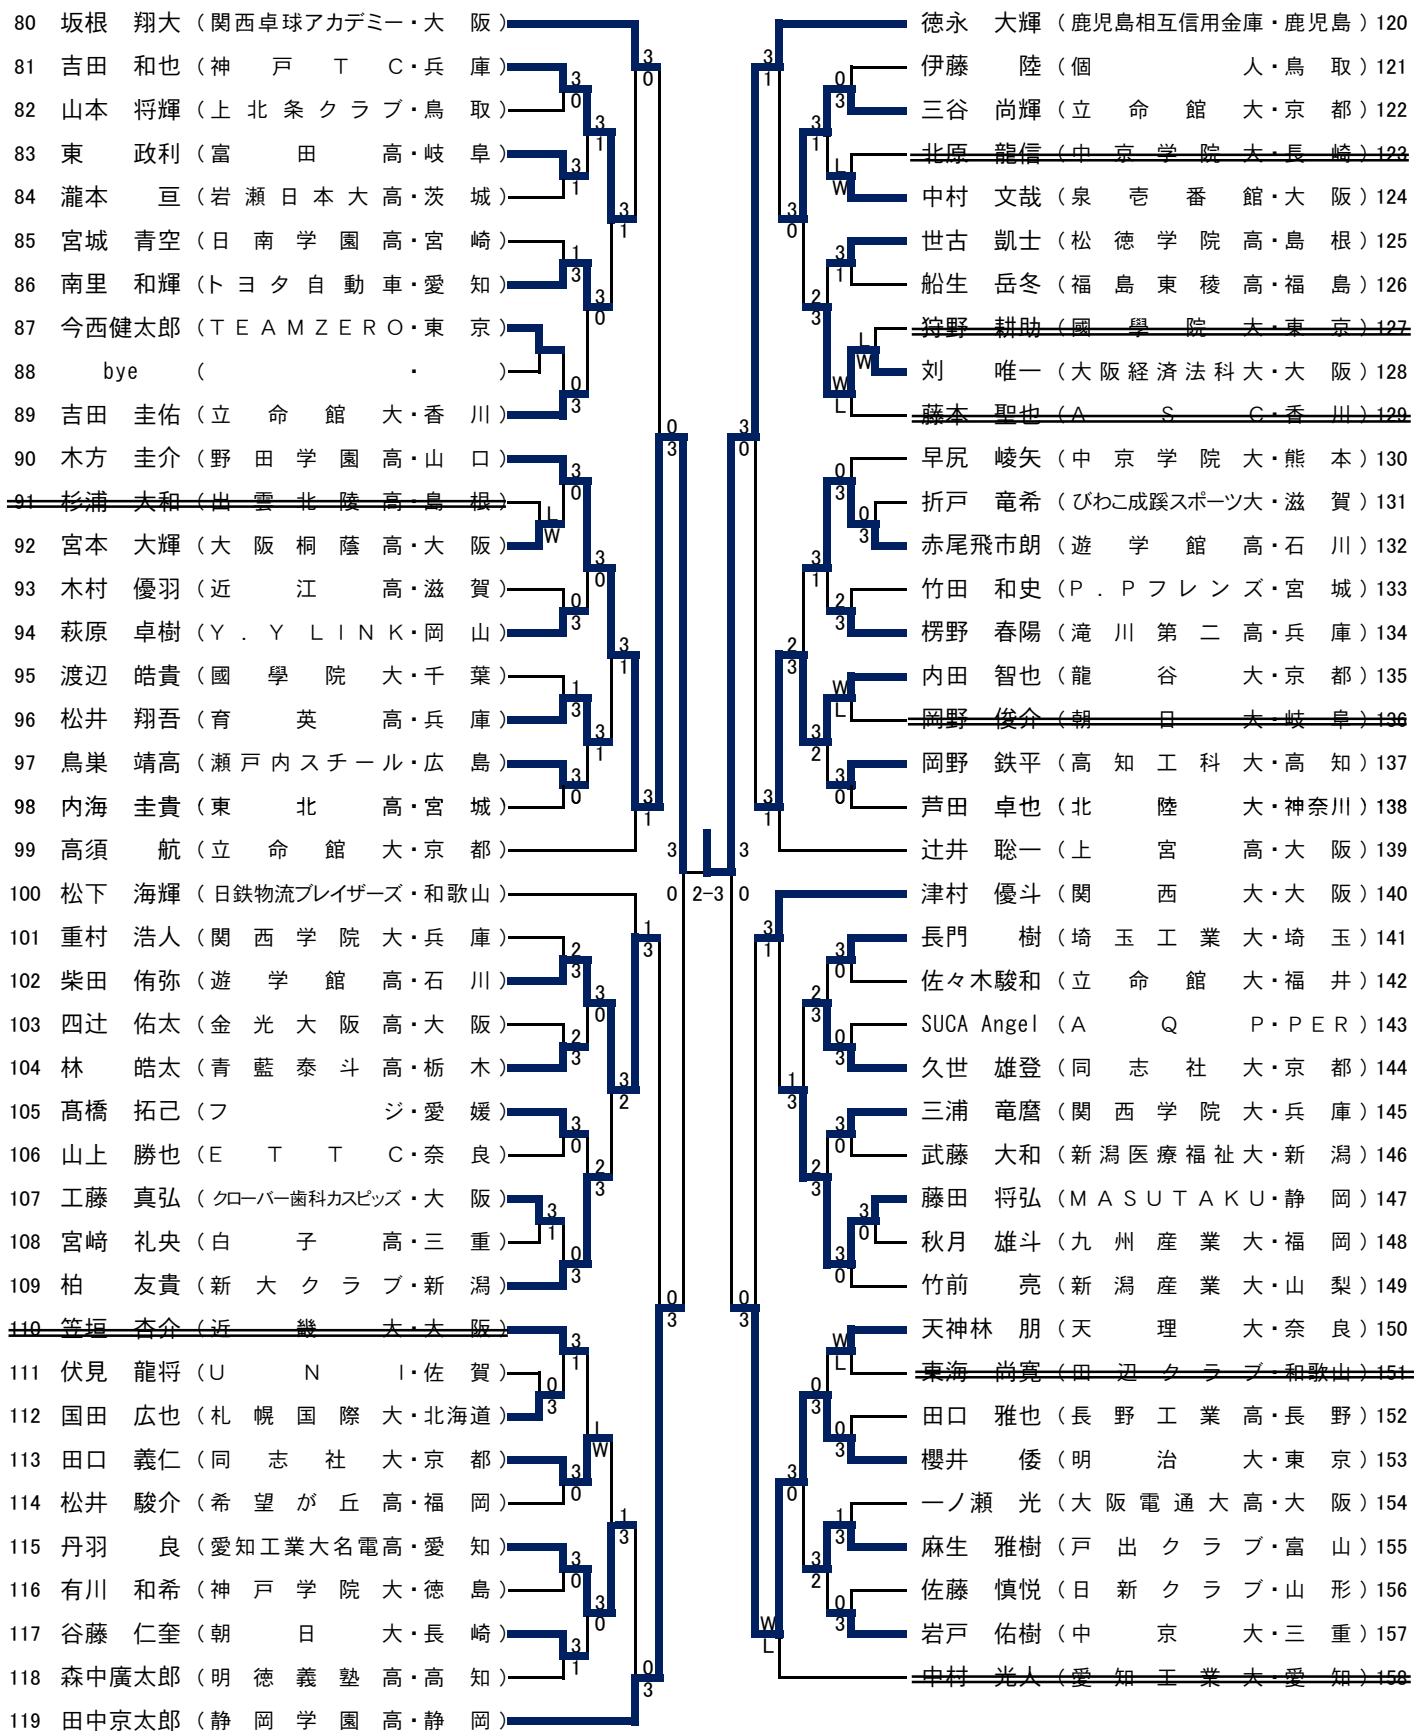 80 坂根 翔大 (関西卓球アカデミー・大 阪)
81 吉田 和也 (神 戸 T C・兵 庫)
82 山本 将輝 (上北条クラブ・鳥 取)
83 東 政利 (富 田 高・岐 阜)
84 瀧本 亘 (岩瀬日本大高・茨 城)
85 宮城 青空 (日南学園高・宮 崎)
86 南里 和輝 (トヨタ自動車・愛 知)
87 今西健太郎 (TEAMZERO・東 京)
88 bye ( ・ )
89 吉田 圭佑 (立 命 館 大・香 川)
90 木方 圭介 (野田学園高・山 口)
91 杉浦 大和 (出雲北陵高・島 根)
92 宮本 大輝 (大阪桐蔭高・大 阪)
93 木村 優羽 (近 江 高・滋 賀)
94 萩原 卓樹 (Y.Y LINK・岡 山)
95 渡辺 皓貴 (國 學 院 大・千 葉)
96 松井 翔吾 (育 英 高・兵 庫)
97 鳥巣 靖高 (瀬戸内スチール・広 島)
98 内海 圭貴 (東 北 高・宮 城)
99 高須 航 (立 命 館 大・京 都)
100 松下 海輝 (日鉄物流ブレイザーズ・和歌山)
101 重村 浩人 (関西学院大・兵 庫)
102 柴田 侑弥 (遊 学 館 高・石 川)
103 四辻 佑太 (金光大阪高・大 阪)
104 林 皓太 (青藍泰斗高・栃 木)
105 髙橋 拓己 (フ ジ・愛 媛)
106 山上 勝也 (E T T C・奈 良)
107 工藤 真弘 (クローバー歯科カスピッズ・大 阪)
108 宮﨑 礼央 (白 子 高・三 重)
109 柏 友貴 (新大クラブ・新 潟)
110 笠垣 杏介 (近 畿 大・大 阪)
111 伏見 龍将 (U N I・佐 賀)
112 国田 広也 (札幌国際大・北海道)
113 田口 義仁 (同 志 社 大・京 都)
114 松井 駿介 (希望が丘高・福 岡)
115 丹羽 良 (愛知工業大名電高・愛 知)
116 有川 和希 (神戸学院大・徳 島)
117 谷藤 仁奎 (朝 日 大・長 崎)
118 森中廣太郎 (明徳義塾高・高 知)
119 田中京太郎 (静岡学園高・静 岡)
3 0 2-3 3 0
徳永 大輝 (鹿児島相互信用金庫・鹿児島) 120
伊藤 陸 (個 人・鳥 取) 121
三谷 尚輝 (立 命 館 大・京 都) 122
北原 龍信 (中京学院大・長 崎) 123
中村 文哉 (泉 壱 番 館・大 阪) 124
世古 凱士 (松徳学院高・島 根) 125
船生 岳冬 (福島東稜高・福 島) 126
狩野 耕助 (國 學 院 大・東 京) 127
刘 唯一 (大阪経済法科大・大 阪) 128
藤本 聖也 (A S C・香 川) 129
早尻 崚矢 (中京学院大・熊 本) 130
折戸 竜希 (びわこ成蹊スポーツ大・滋 賀) 131
赤尾飛市朗 (遊 学 館 高・石 川) 132
竹田 和史 (P.Pフレンズ・宮 城) 133
楞野 春陽 (滝川第二高・兵 庫) 134
内田 智也 (龍 谷 大・京 都) 135
岡野 俊介 (朝 日 大・岐 阜) 136
岡野 鉄平 (高知工科大・高 知) 137
芦田 卓也 (北 陸 大・神奈川) 138
辻井 聡一 (上 宮 高・大 阪) 139
津村 優斗 (関 西 大・大 阪) 140
長門 樹 (埼玉工業大・埼 玉) 141
佐々木駿和 (立 命 館 大・福 井) 142
SUCA Angel (A Q P・PER) 143
久世 雄登 (同 志 社 大・京 都) 144
三浦 竜麿 (関西学院大・兵 庫) 145
武藤 大和 (新潟医療福祉大・新 潟) 146
藤田 将弘 (MASUTAKU・静 岡) 147
秋月 雄斗 (九州産業大・福 岡) 148
竹前 亮 (新潟産業大・山 梨) 149
天神林 朋 (天 理 大・奈 良) 150
東海 尚寛 (田辺クラブ・和歌山) 151
田口 雅也 (長野工業高・長 野) 152
櫻井 倭 (明 治 大・東 京) 153
一ノ瀬 光 (大阪電通大高・大 阪) 154
麻生 雅樹 (戸出クラブ・富 山) 155
佐藤 慎悦 (日新クラブ・山 形) 156
岩戸 佑樹 (中 京 大・三 重) 157
中村 光人 (愛知工業大・愛 知) 158